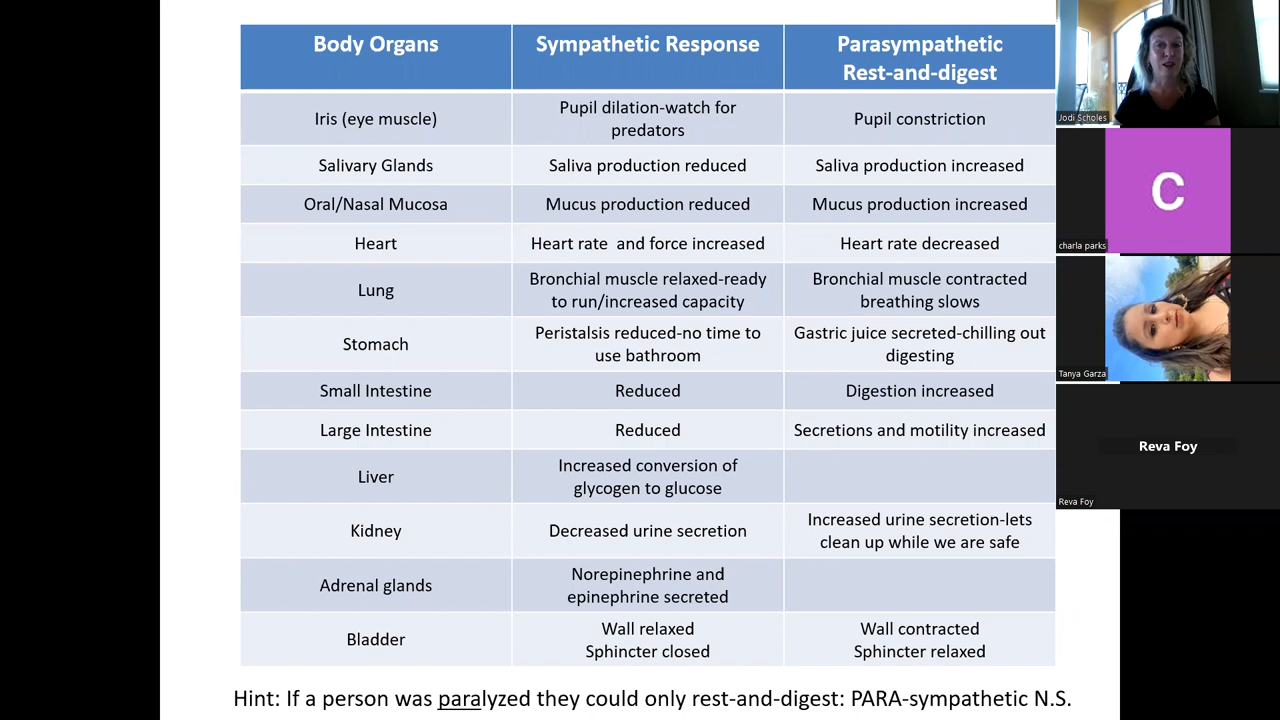 Body Organs
Sympathetic Response
Parasympathetic
Rest-and-digest
Iris (eye muscle)
Pupil dilation-watch for
predators
Pupil constriction
Salivary Glands
Saliva production reduced
Saliva production increased
Oral/Nasal Mucosa
Mucus production reduced
Mucus production increased
Heart
Heart rate  and force increased
Heart rate decreased
Lung
Bronchial muscle relaxed-ready
to run/increased capacity
Bronchial muscle contracted
breathing slows
Stomach
Peristalsis reduced-no time to
use bathroom
Gastric juice secreted-chilling out
digesting
Small Intestine
Reduced
Digestion increased
Large Intestine
Reduced
Secretions and motility increased
Liver
Increased conversion of
glycogen to glucose
Kidney
Decreased urine secretion
Increased urine secretion-lets
clean up while we are safe
Adrenal glands
Norepinephrine and
epinephrine secreted
Bladder
Wall relaxed
Sphincter closed
Wall contracted
Sphincter relaxed
Hint: If a person was paralyzed they could only rest-and-digest: PARA-sympathetic N.S.
Jodi Scholes
C
charla parks
Tanya Garza
Reva Foy
Reva Foy